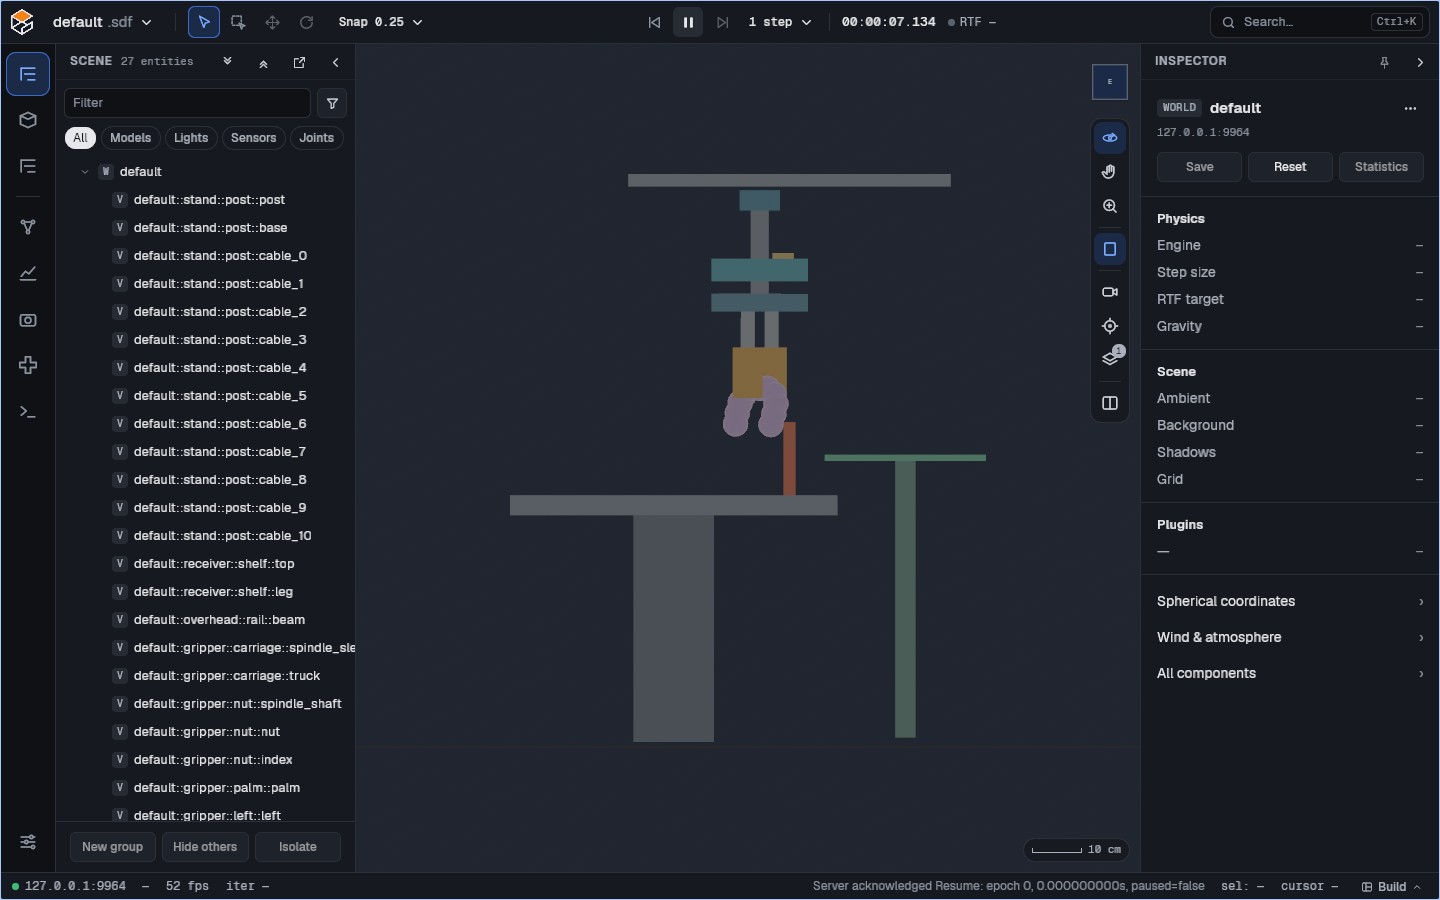 default .sdf
Snap 0.25
1 step
00:00:07.134
RTF –
Search...
Ctrl+K
SCENE 27 entities
Filter
All
Models
Lights
Sensors
Joints
W default
V default::stand::post::post
V default::stand::post::base
V default::stand::post::cable_0
V default::stand::post::cable_1
V default::stand::post::cable_2
V default::stand::post::cable_3
V default::stand::post::cable_4
V default::stand::post::cable_5
V default::stand::post::cable_6
V default::stand::post::cable_7
V default::stand::post::cable_8
V default::stand::post::cable_9
V default::stand::post::cable_10
V default::receiver::shelf::top
V default::receiver::shelf::leg
V default::overhead::rail::beam
V default::gripper::carriage::spindle_sle
V default::gripper::carriage::truck
V default::gripper::nut::spindle_shaft
V default::gripper::nut::nut
V default::gripper::nut::index
V default::gripper::palm::palm
V default::gripper::left::left
New group
Hide others
Isolate
E
1
10 cm
INSPECTOR
WORLD default
127.0.0.1:9964
Save
Reset
Statistics
Physics
Engine –
Step size –
RTF target –
Gravity –
Scene
Ambient –
Background –
Shadows –
Grid –
Plugins
— –
Spherical coordinates
Wind & atmosphere
All components
127.0.0.1:9964 – 52 fps iter –
Server acknowledged Resume: epoch 0, 0.000000000s, paused=false
sel: – cursor –
Build